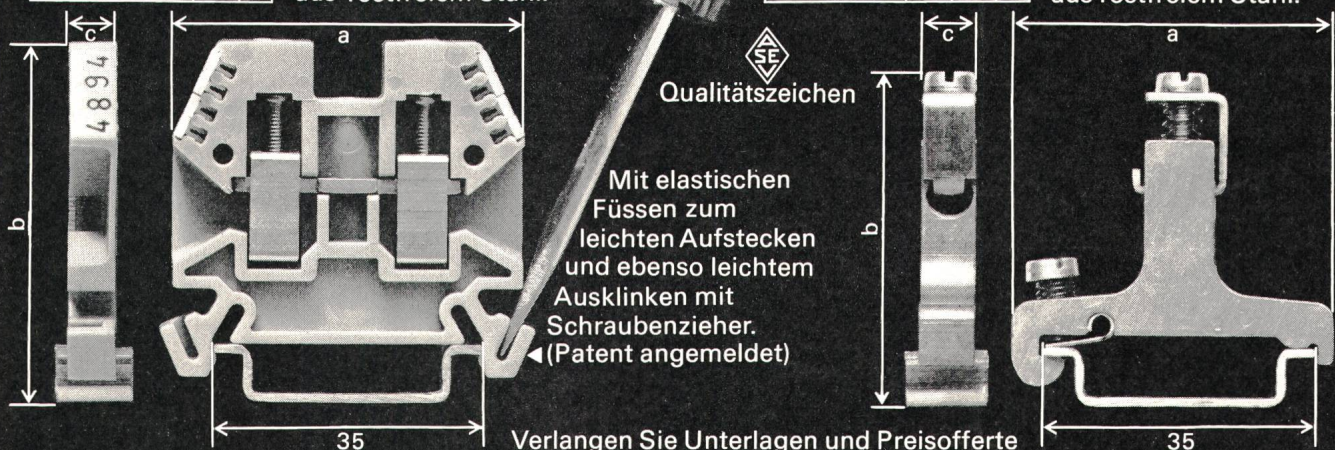 c
a
b
4894
ASEV
Qualitätszeichen
Mit elastischen
Füssen zum
leichten Aufstecken
und ebenso leichtem
Ausklinken mit
Schraubenzieher.
◄(Patent angemeldet)
35
Verlangen Sie Unterlagen und Preisofferte
c
a
b
35